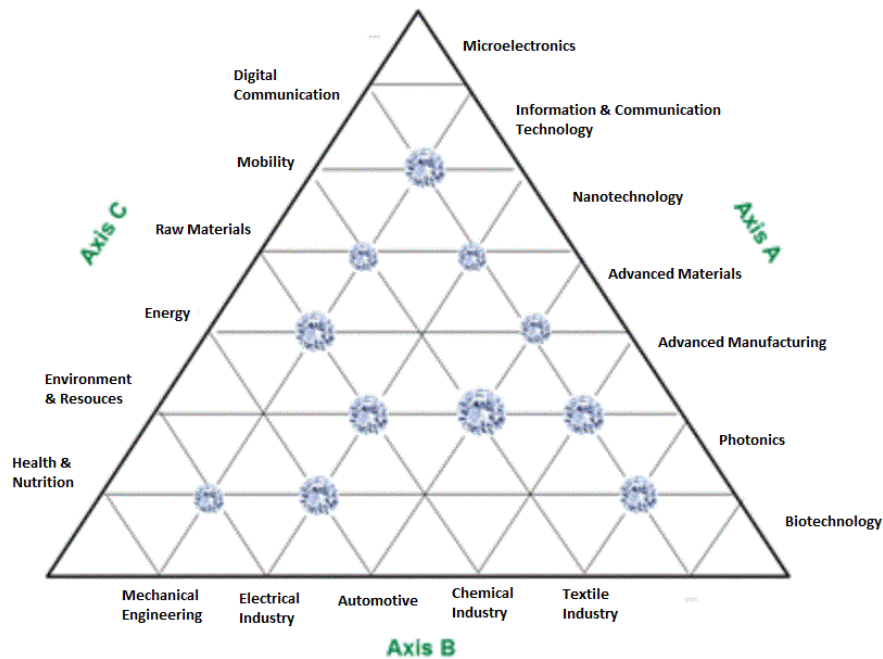 Microelectronics
Digital
Communication
Information & Communication
Technology
Mobility
Nanotechnology
Axis C
Axis A
Raw Materials
Advanced Materials
Energy
Advanced Manufacturing
Environment
& Resouces
Photonics
Health &
Nutrition
Biotechnology
Mechanical
Engineering
Electrical
Industry
Automotive
Chemical
Industry
Textile
Industry
Axis B